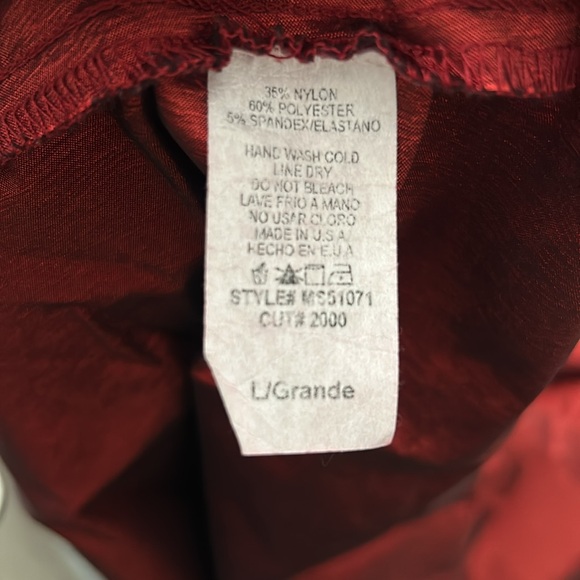 35% NYLON
60% POLYESTER
5% SPANDEX/ELASTANO
HAND WASH COLD
LINE DRY
DO NOT BLEACH
LAVE FRIO A MANO
NO USAR CLORO
MADE IN U.S.A
HECHO EN E.U.A
STYLE# MS51071
CUT# 2000
L/Grande